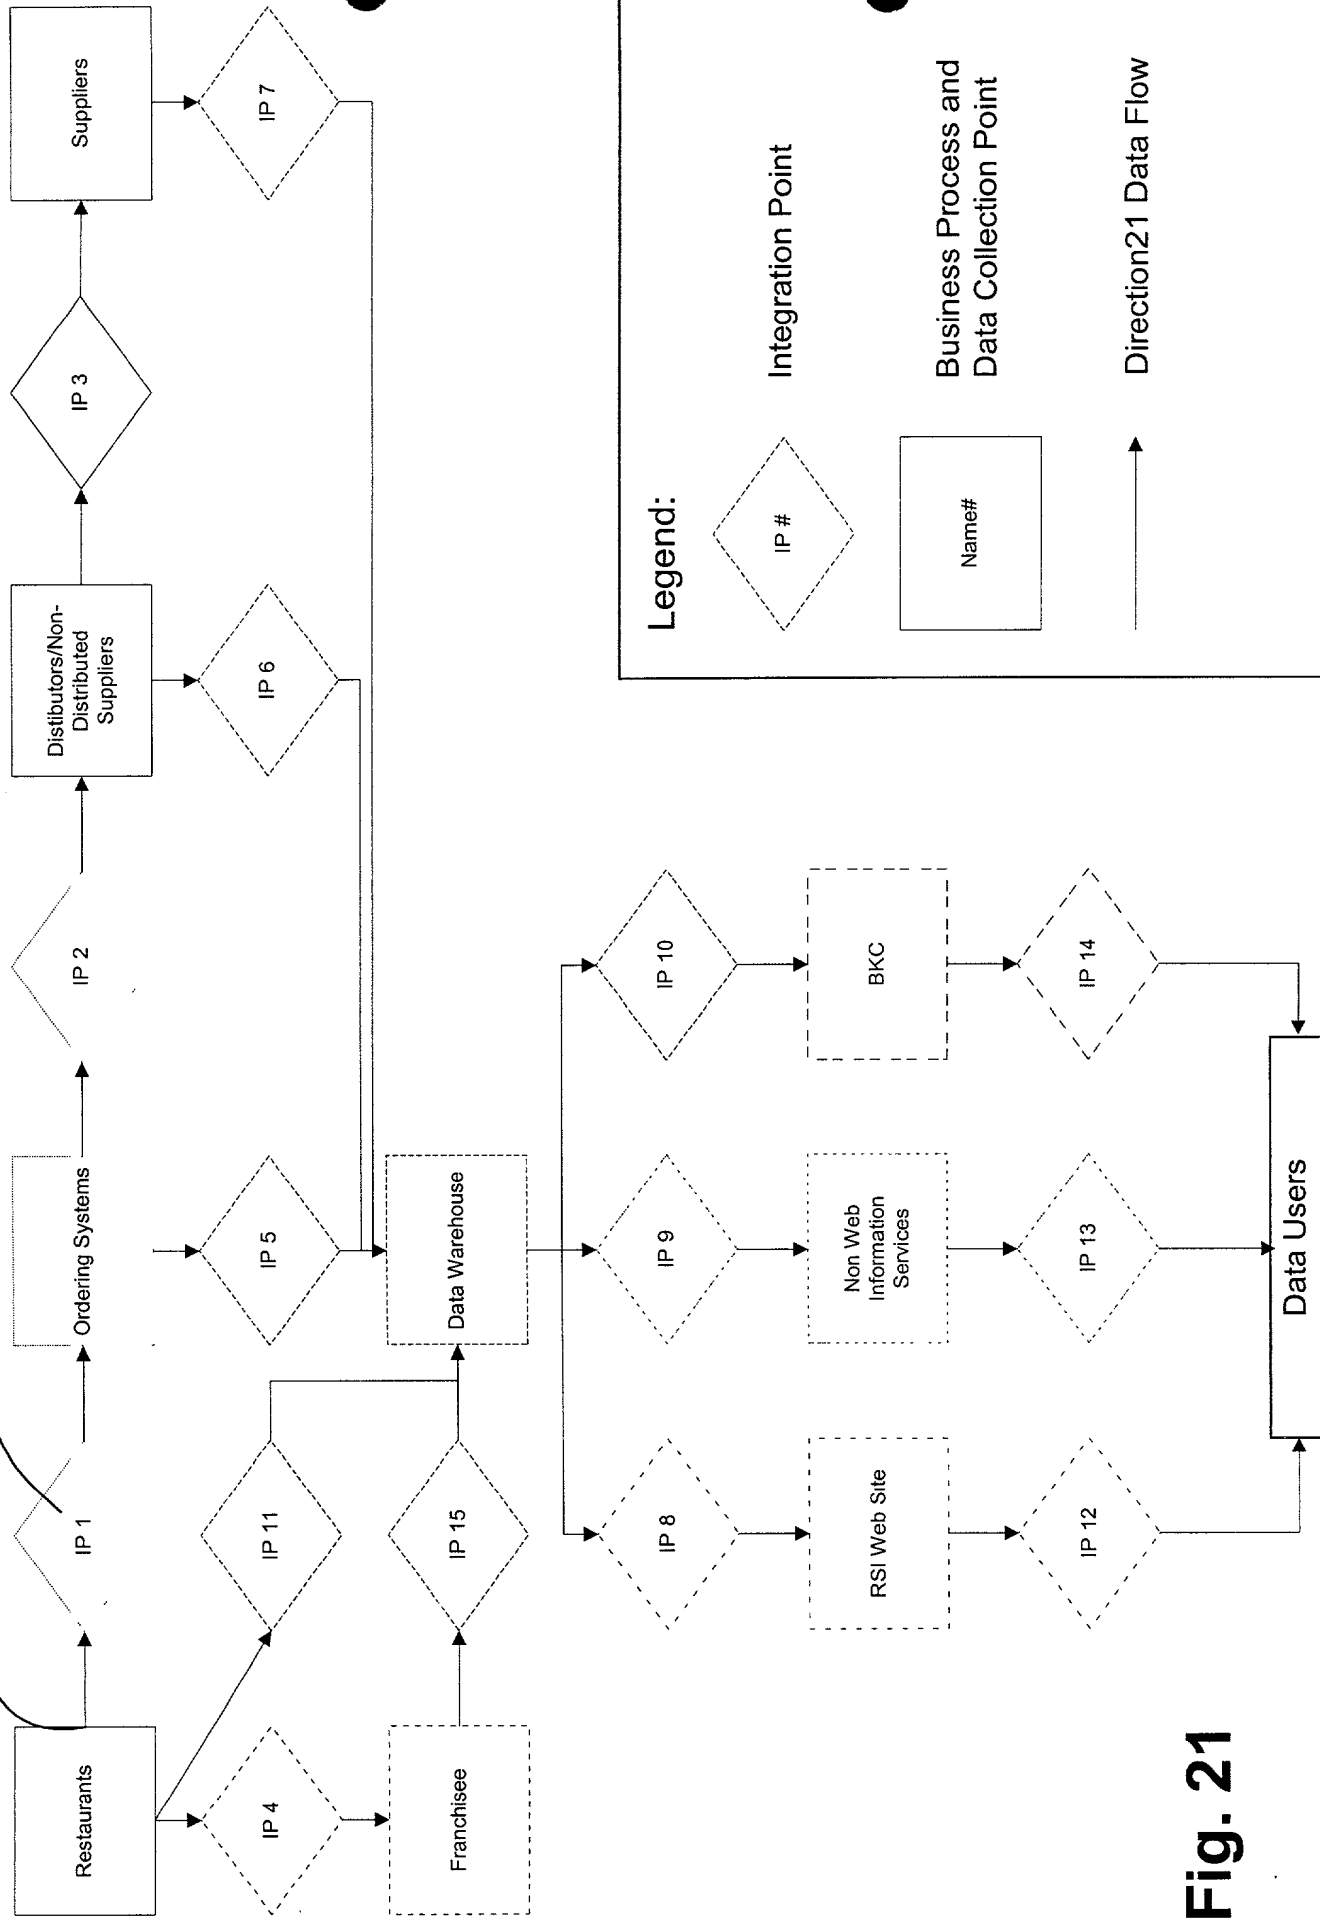 Restaurants
IP 1
Ordering Systems
IP 2
Distibutors/Non-
Distributed
Suppliers
IP 3
Suppliers
IP 4
IP 11
IP 5
IP 6
IP 7
Franchisee
IP 15
Data Warehouse
IP 8
IP 9
IP 10
RSI Web Site
Non Web
Information
Services
BKC
IP 12
IP 13
IP 14
Data Users
Legend:
IP #
Integration Point
Name#
Business Process and
Data Collection Point
Direction21 Data Flow
Fig. 21